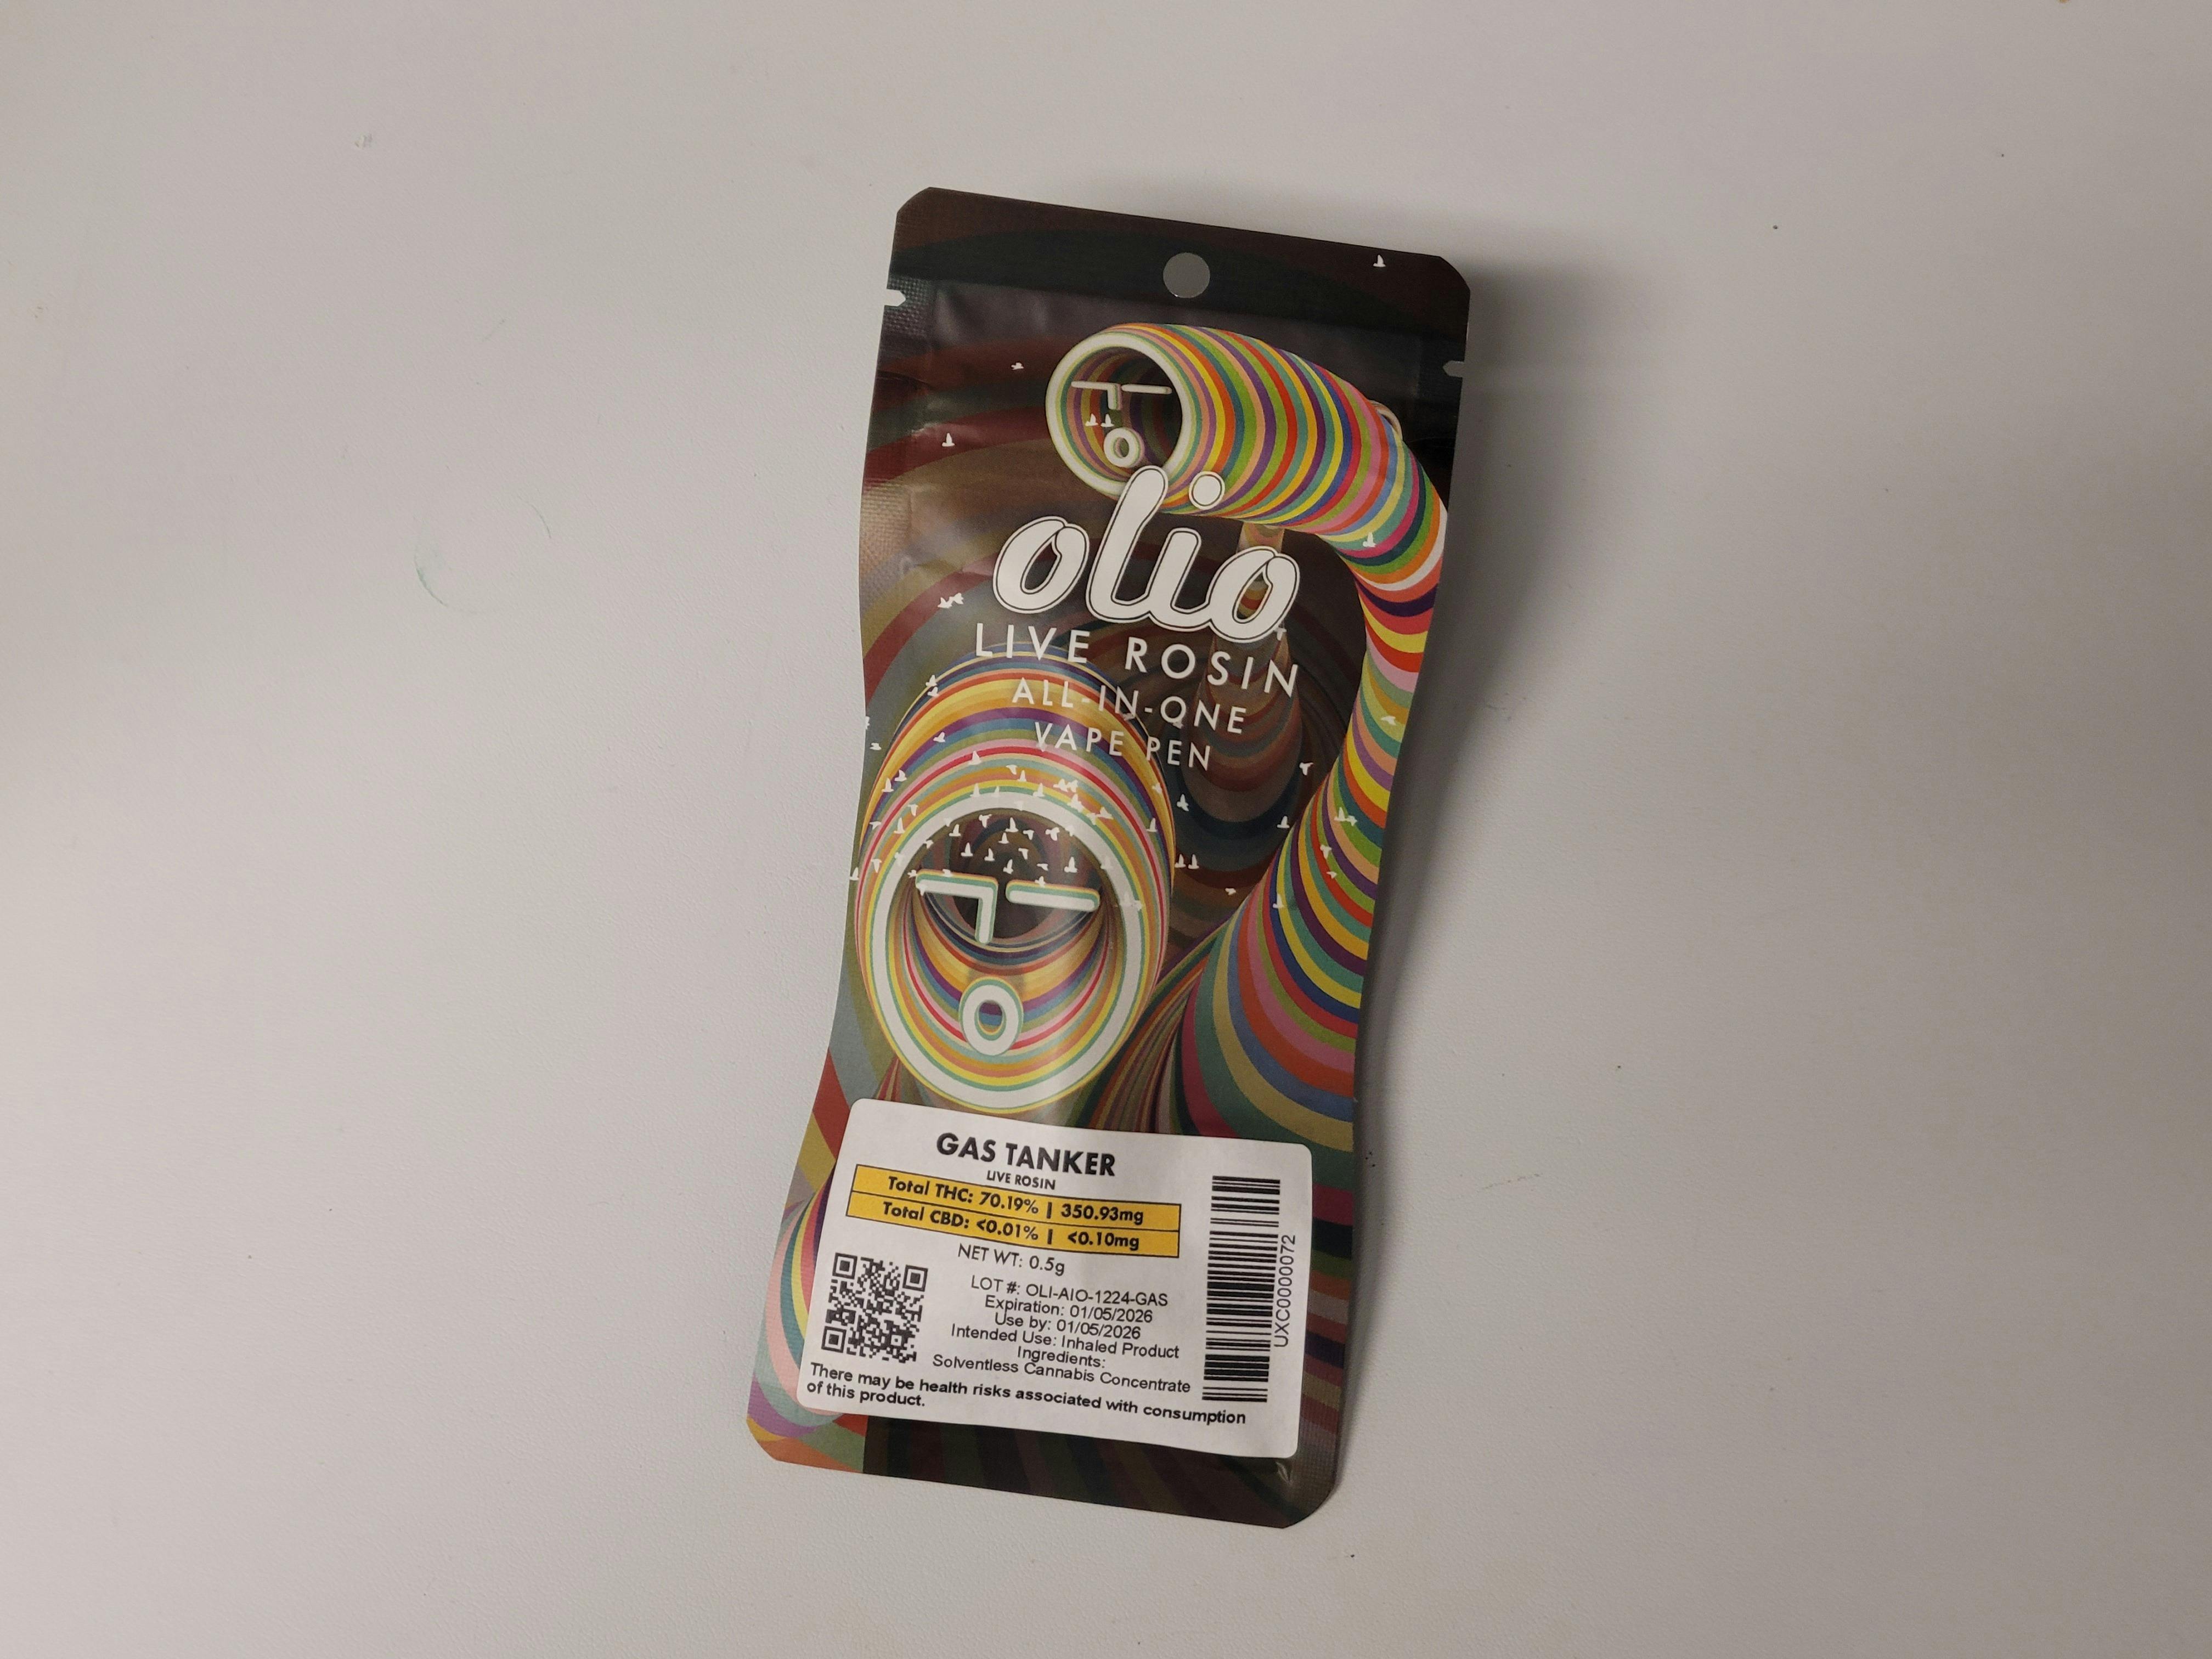 olio
LIVE ROSIN
ALL-IN-ONE
VAPE PEN
GAS TANKER
LIVE ROSIN
Total THC: 70.19% | 350.93mg
Total CBD: <0.01% | <0.10mg
NET WT: 0.5g
LOT #: OLI-AIO-1224-GAS
Expiration: 01/05/2026
Use by: 01/05/2026
Intended Use: Inhaled Product
Ingredients:
Solventless Cannabis Concentrate
There may be health risks associated with consumption
of this product.
UXC0000072